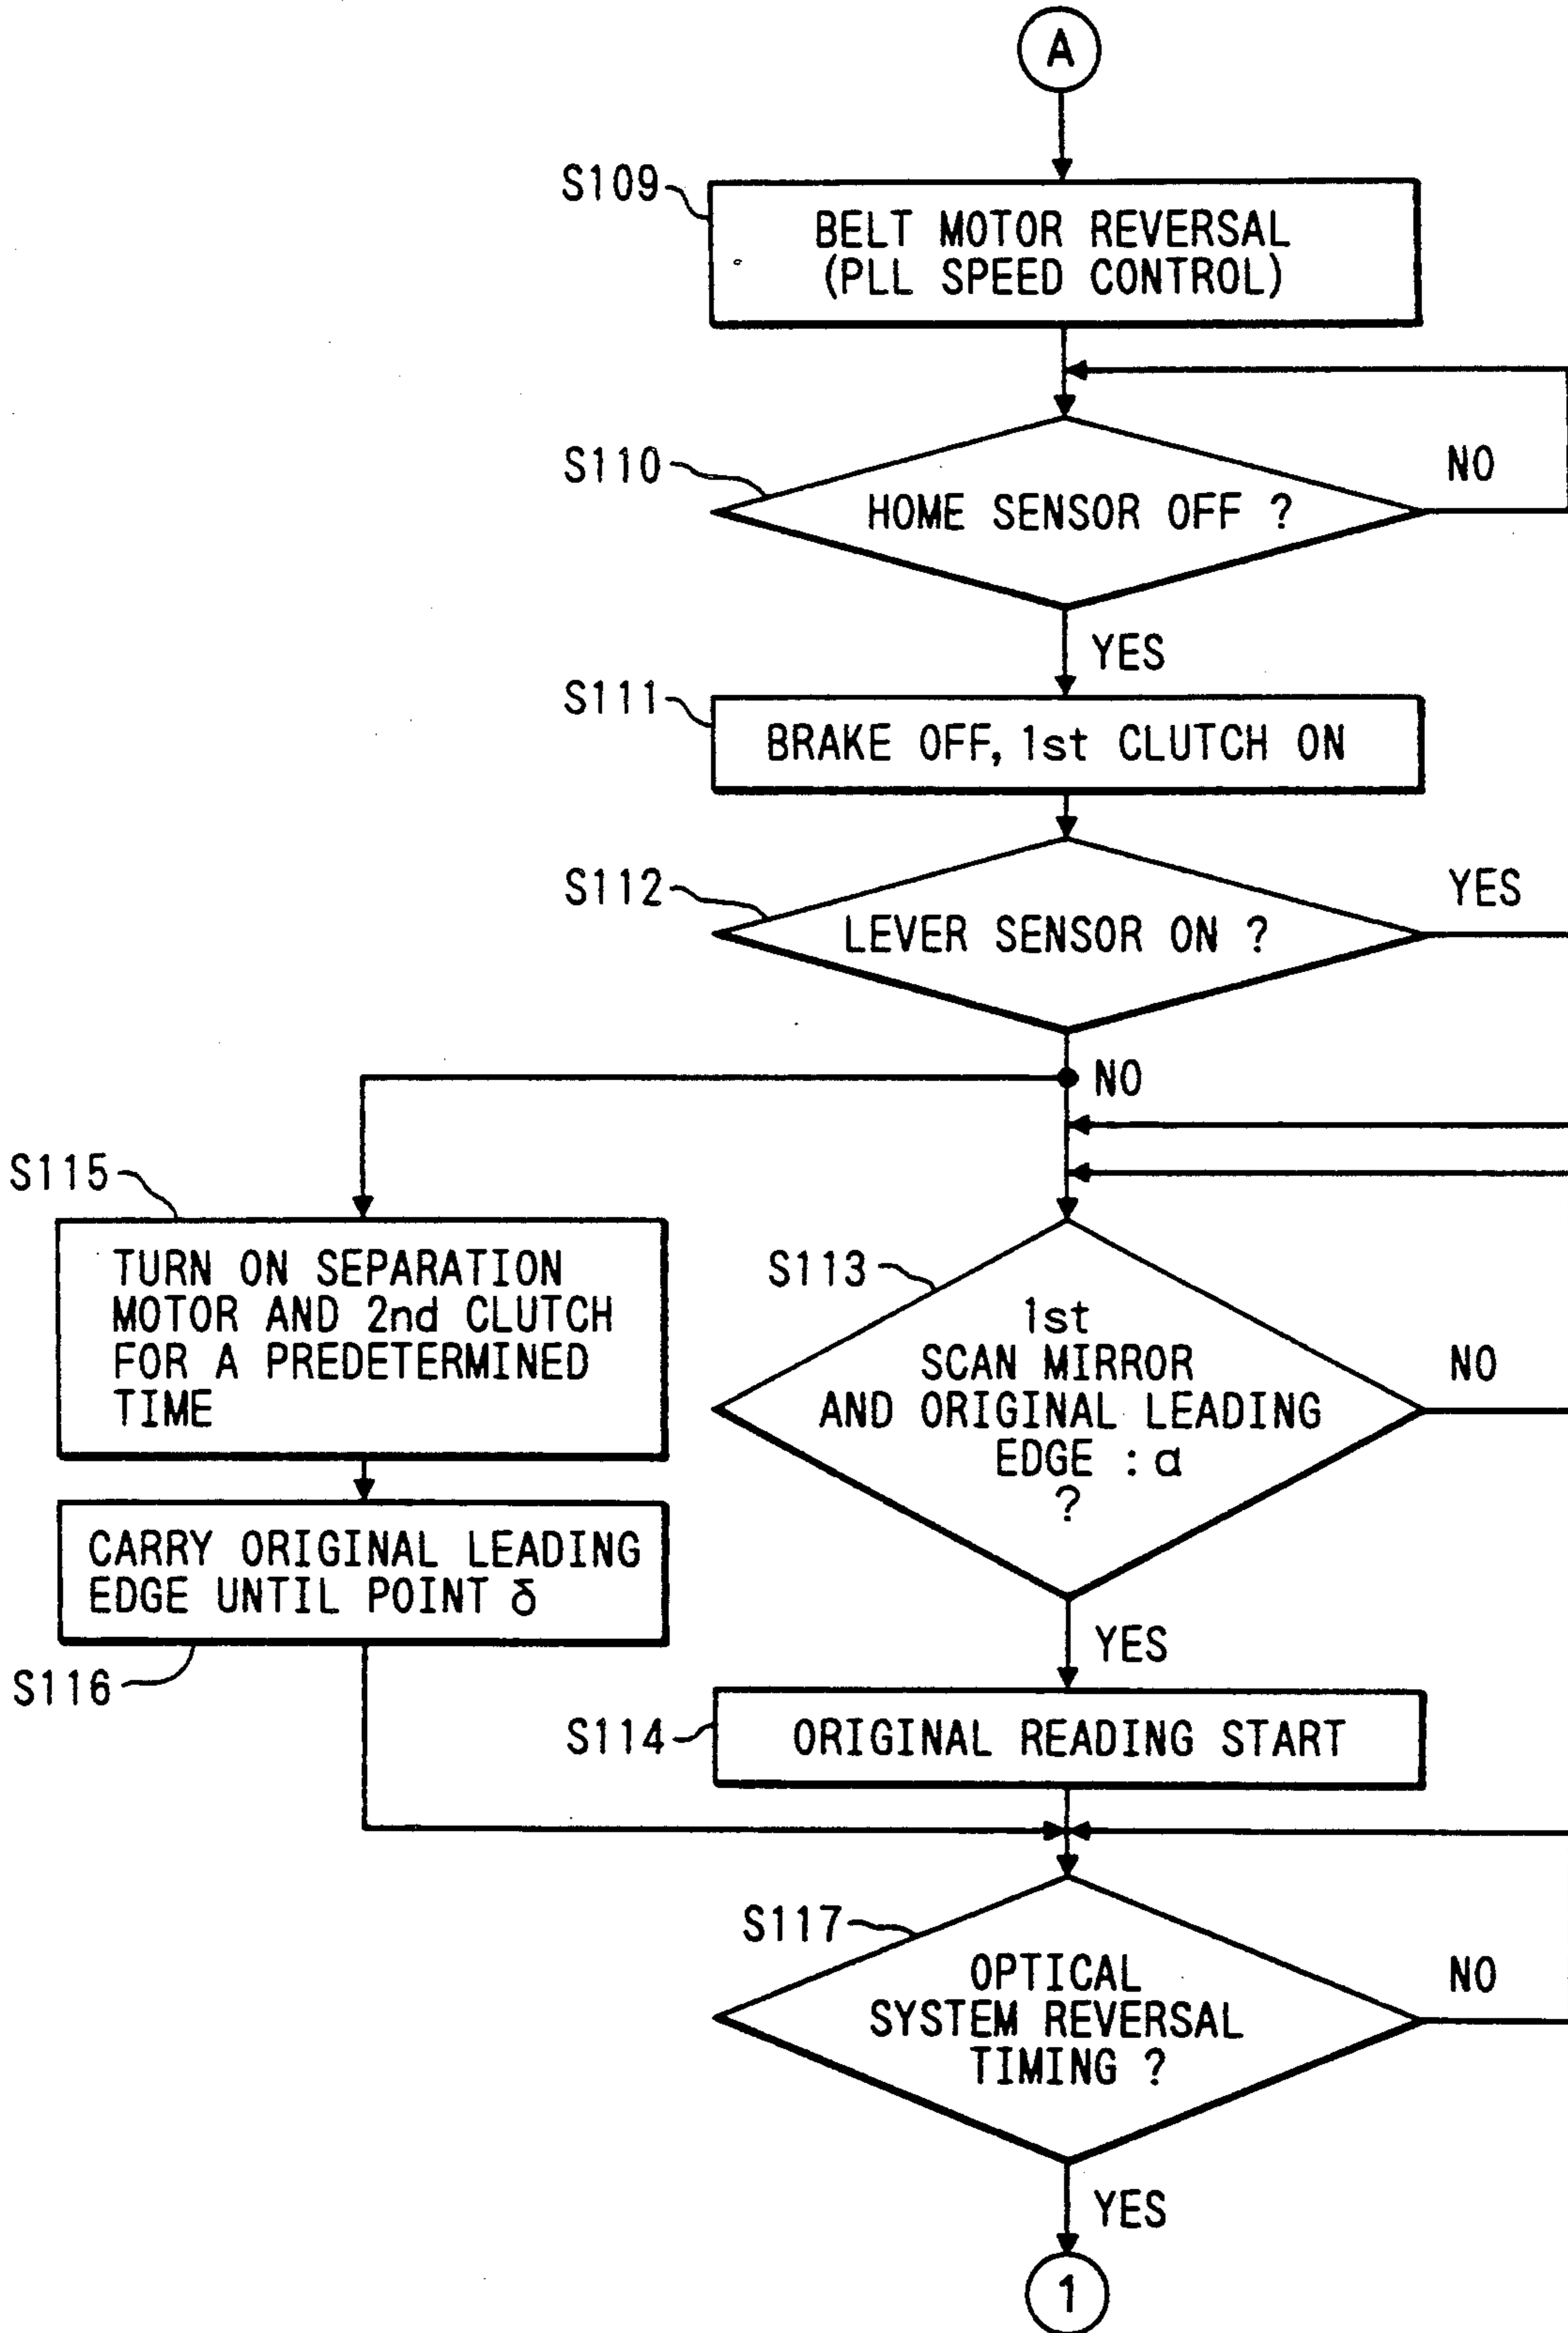 A
S109
BELT MOTOR REVERSAL
(PLL SPEED CONTROL)
S110
HOME SENSOR OFF ?
NO
YES
S111
BRAKE OFF, 1st CLUTCH ON
S112
LEVER SENSOR ON ?
YES
NO
S115
TURN ON SEPARATION
MOTOR AND 2nd CLUTCH
FOR A PREDETERMINED
TIME
S113
1st
SCAN MIRROR
AND ORIGINAL LEADING
EDGE : α
?
NO
YES
CARRY ORIGINAL LEADING
EDGE UNTIL POINT δ
S116
S114
ORIGINAL READING START
S117
OPTICAL
SYSTEM REVERSAL
TIMING ?
NO
YES
1